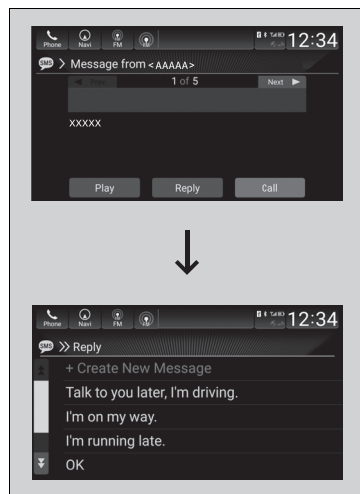 Phone Navi FM 12:34
SMS > Message from <AAAAA>
◄ Prev 1 of 5 Next ►
XXXXX
Play Reply Call
Phone Navi FM 12:34
SMS >> Reply
+ Create New Message
Talk to you later, I'm driving.
I'm on my way.
I'm running late.
OK